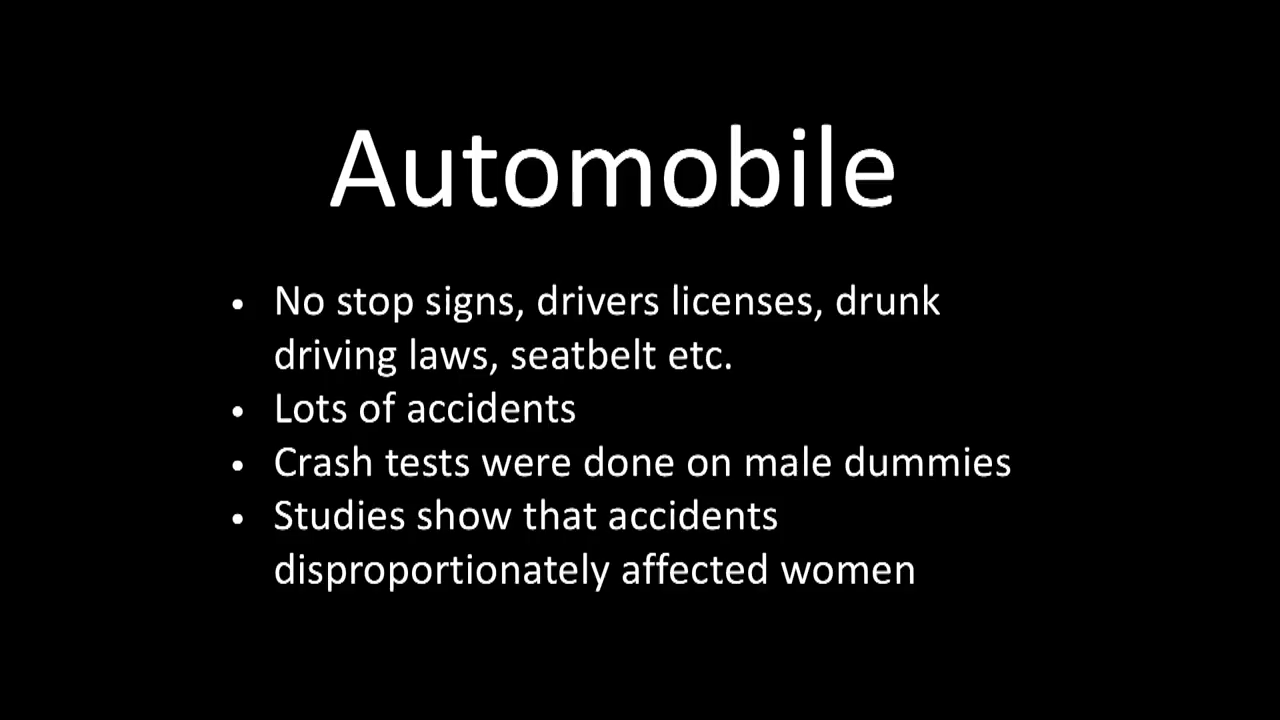 Automobile
• No stop signs, drivers licenses, drunk
driving laws, seatbelt etc.
• Lots of accidents
• Crash tests were done on male dummies
• Studies show that accidents
disproportionately affected women